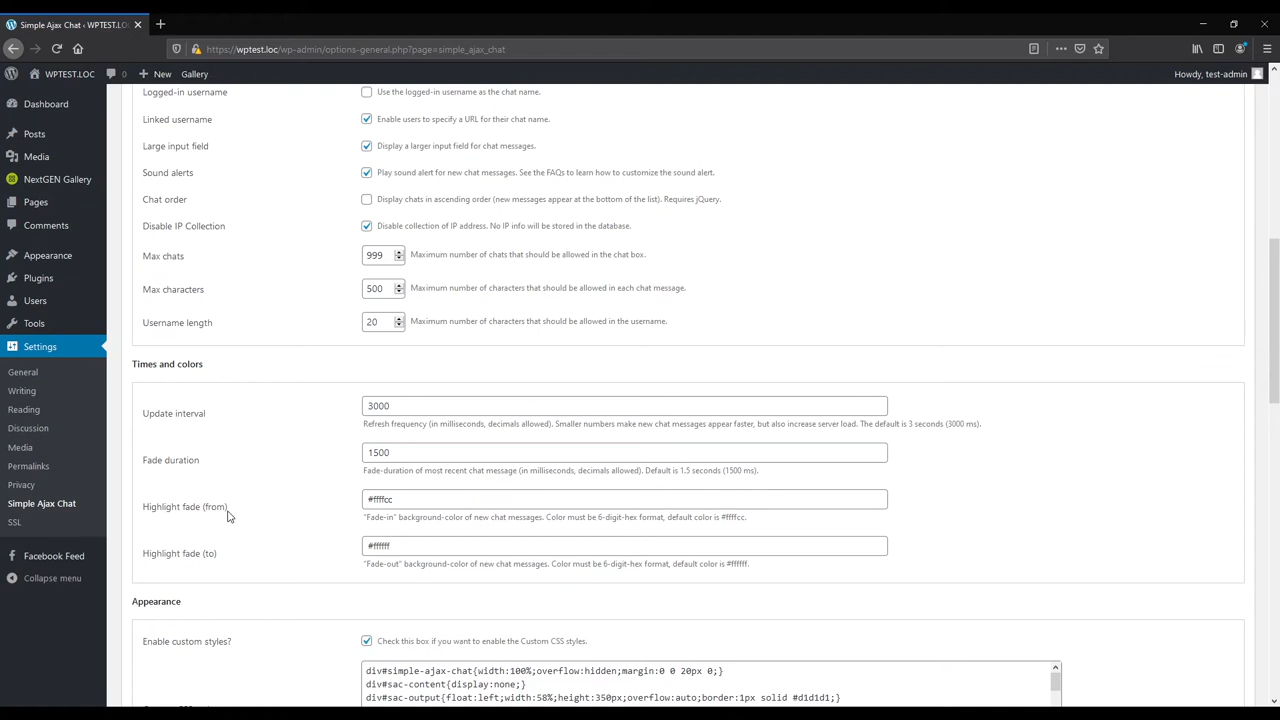 Simple Ajax Chat ‹ WPTEST.LOC
https://wptest.loc/wp-admin/options-general.php?page=simple_ajax_chat
WPTEST.LOC 0 New Gallery Howdy, test-admin
Dashboard
Posts
Media
NextGEN Gallery
Pages
Comments
Appearance
Plugins
Users
Tools
Settings
General
Writing
Reading
Discussion
Media
Permalinks
Privacy
Simple Ajax Chat
SSL
Facebook Feed
Collapse menu
Logged-in username Use the logged-in username as the chat name.
Linked username Enable users to specify a URL for their chat name.
Large input field Display a larger input field for chat messages.
Sound alerts Play sound alert for new chat messages. See the FAQs to learn how to customize the sound alert.
Chat order Display chats in ascending order (new messages appear at the bottom of the list). Requires jQuery.
Disable IP Collection Disable collection of IP address. No IP info will be stored in the database.
Max chats 999 Maximum number of chats that should be allowed in the chat box.
Max characters 500 Maximum number of characters that should be allowed in each chat message.
Username length 20 Maximum number of characters that should be allowed in the username.
Times and colors
Update interval 3000
Refresh frequency (in milliseconds, decimals allowed). Smaller numbers make new chat messages appear faster, but also increase server load. The default is 3 seconds (3000 ms).
Fade duration 1500
Fade-duration of most recent chat message (in milliseconds, decimals allowed). Default is 1.5 seconds (1500 ms).
Highlight fade (from) #ffffcc
"Fade-in" background-color of new chat messages. Color must be 6-digit-hex format, default color is #ffffcc.
Highlight fade (to) #ffffff
"Fade-out" background-color of new chat messages. Color must be 6-digit-hex format, default color is #ffffff.
Appearance
Enable custom styles? Check this box if you want to enable the Custom CSS styles.
div#simple-ajax-chat{width:100%;overflow:hidden;margin:0 0 20px 0;}
div#sac-content{display:none;}
div#sac-output{float:left;width:58%;height:350px;overflow:auto;border:1px solid #d1d1d1;}